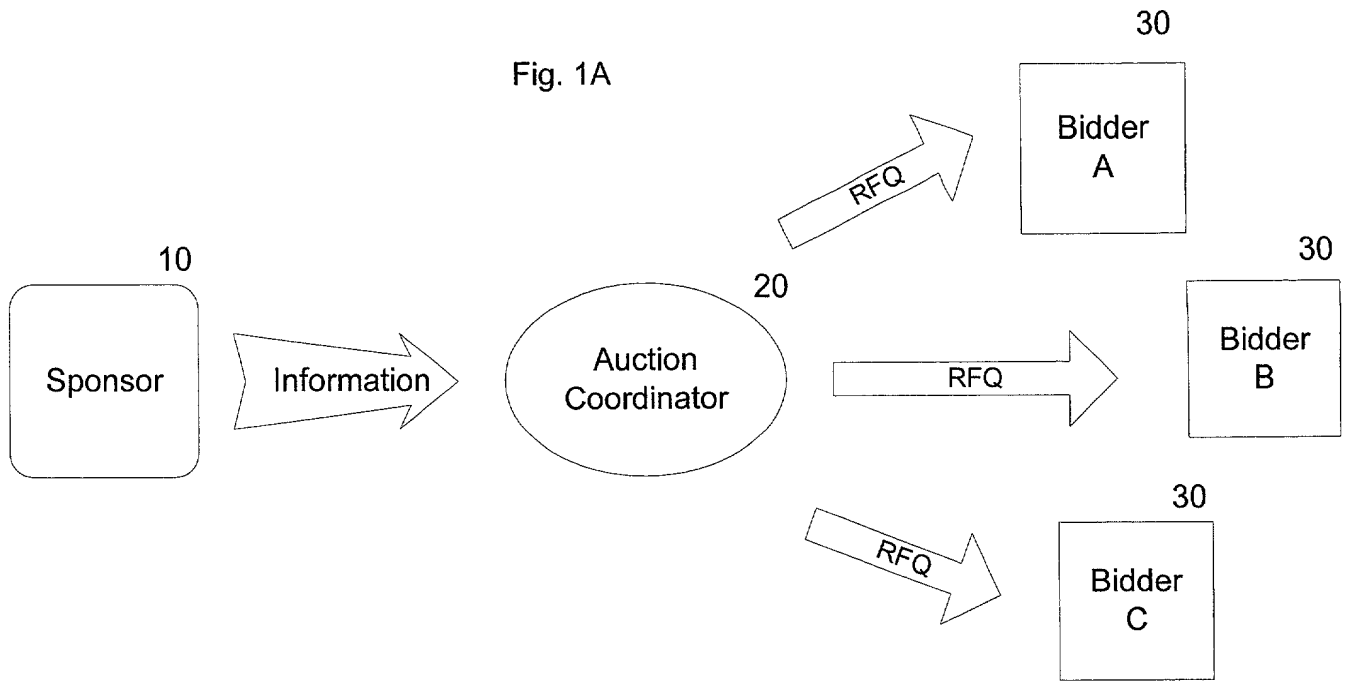 Fig. 1A
30
Bidder
A
RFQ
10
Sponsor
Information
20
Auction
Coordinator
RFQ
30
Bidder
B
RFQ
30
Bidder
C